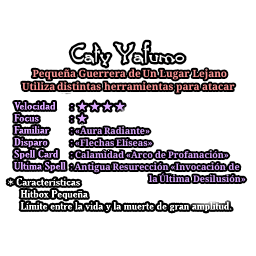 Caty Yafumo
Pequeña Guerrera de Un Lugar Lejano
Utiliza distintas herramientas para atacar
Velocidad : ★★★★
Focus : ★
Familiar : «Aura Radiante»
Disparo : «Flechas Eliseas»
Spell Card : Calamidad «Arco de Profanación»
Ultima Spell : Antigua Resurección «Invocación de
la Última Desilusión»
* Características
Hitbox Pequeña
Límite entre la vida y la muerte de gran amplitud.